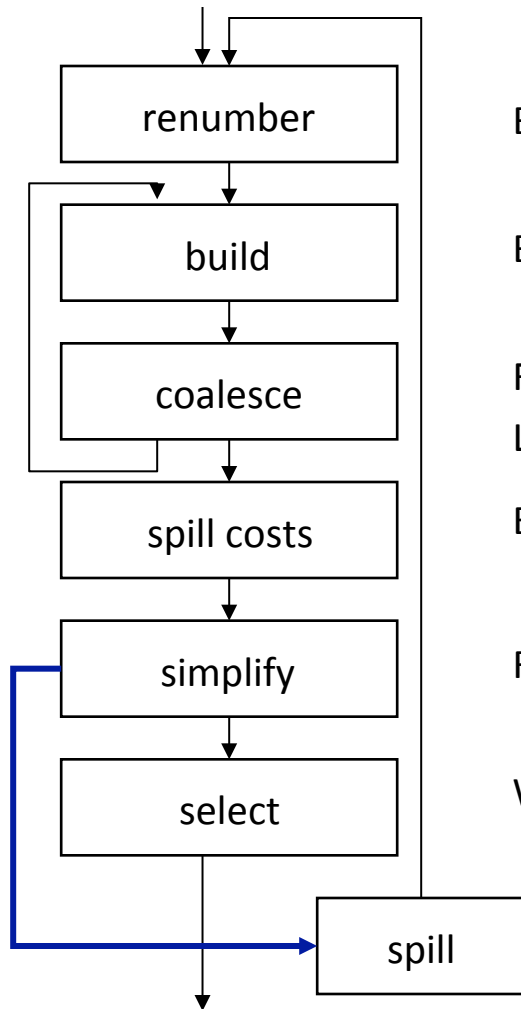 renumber
build
coalesce
spill costs
simplify
select
spill